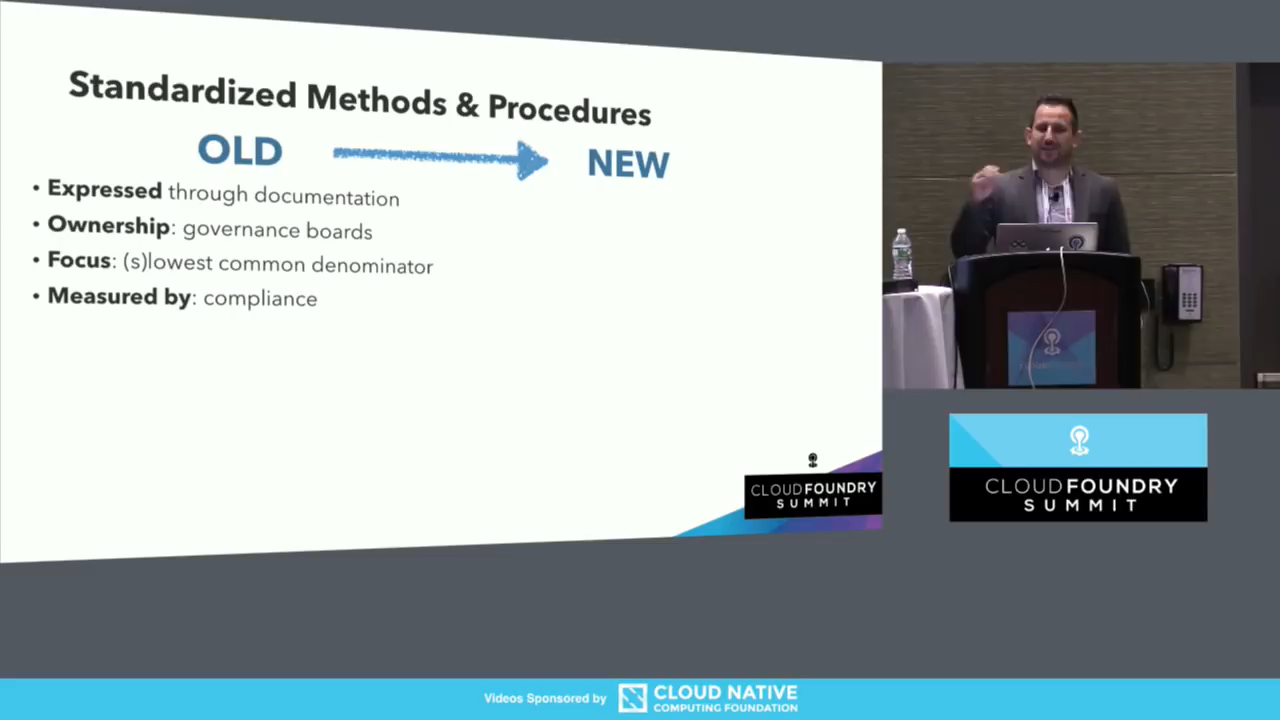 Standardized Methods & Procedures
OLD
NEW
• Expressed through documentation
• Ownership: governance boards
• Focus: (s)lowest common denominator
• Measured by: compliance
CLOUDFOUNDRY
SUMMIT
CLOUDFOUNDRY
SUMMIT
Videos Sponsored by
CLOUD NATIVE
COMPUTING FOUNDATION